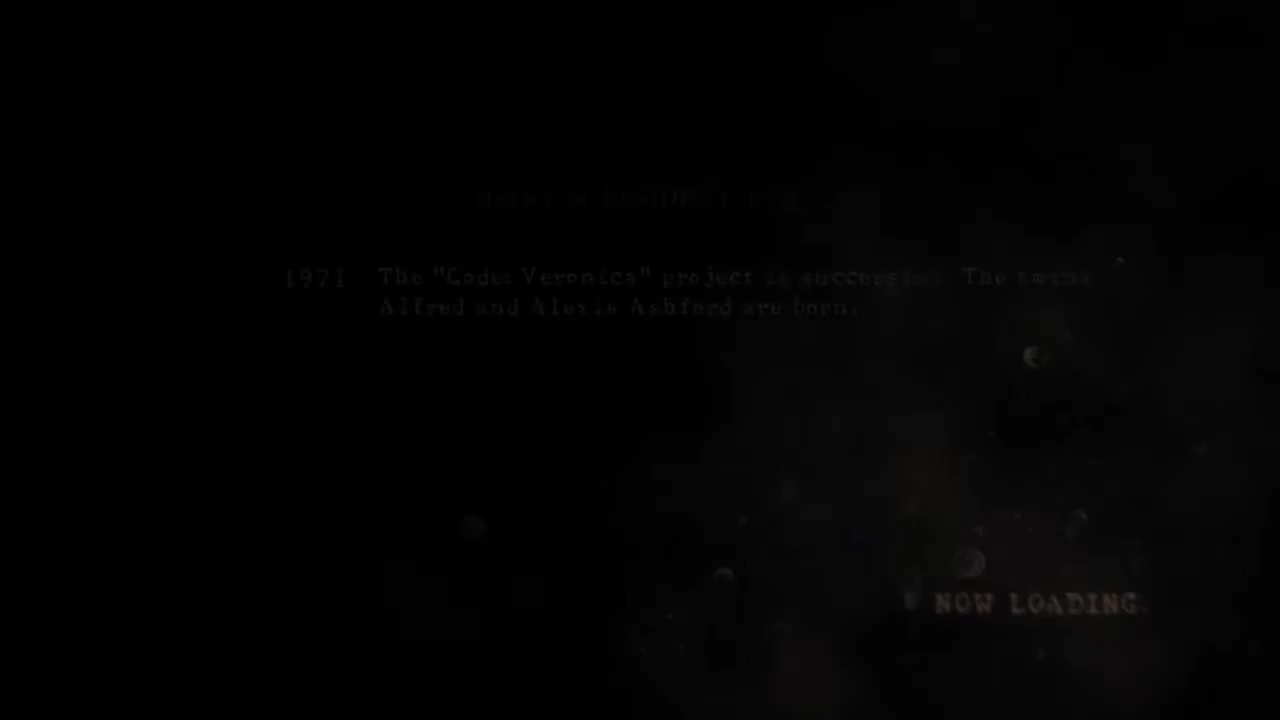 1971 The "Code: Veronica" project is successful. The twins
Alfred and Alexia Ashford are born.
NOW LOADING.